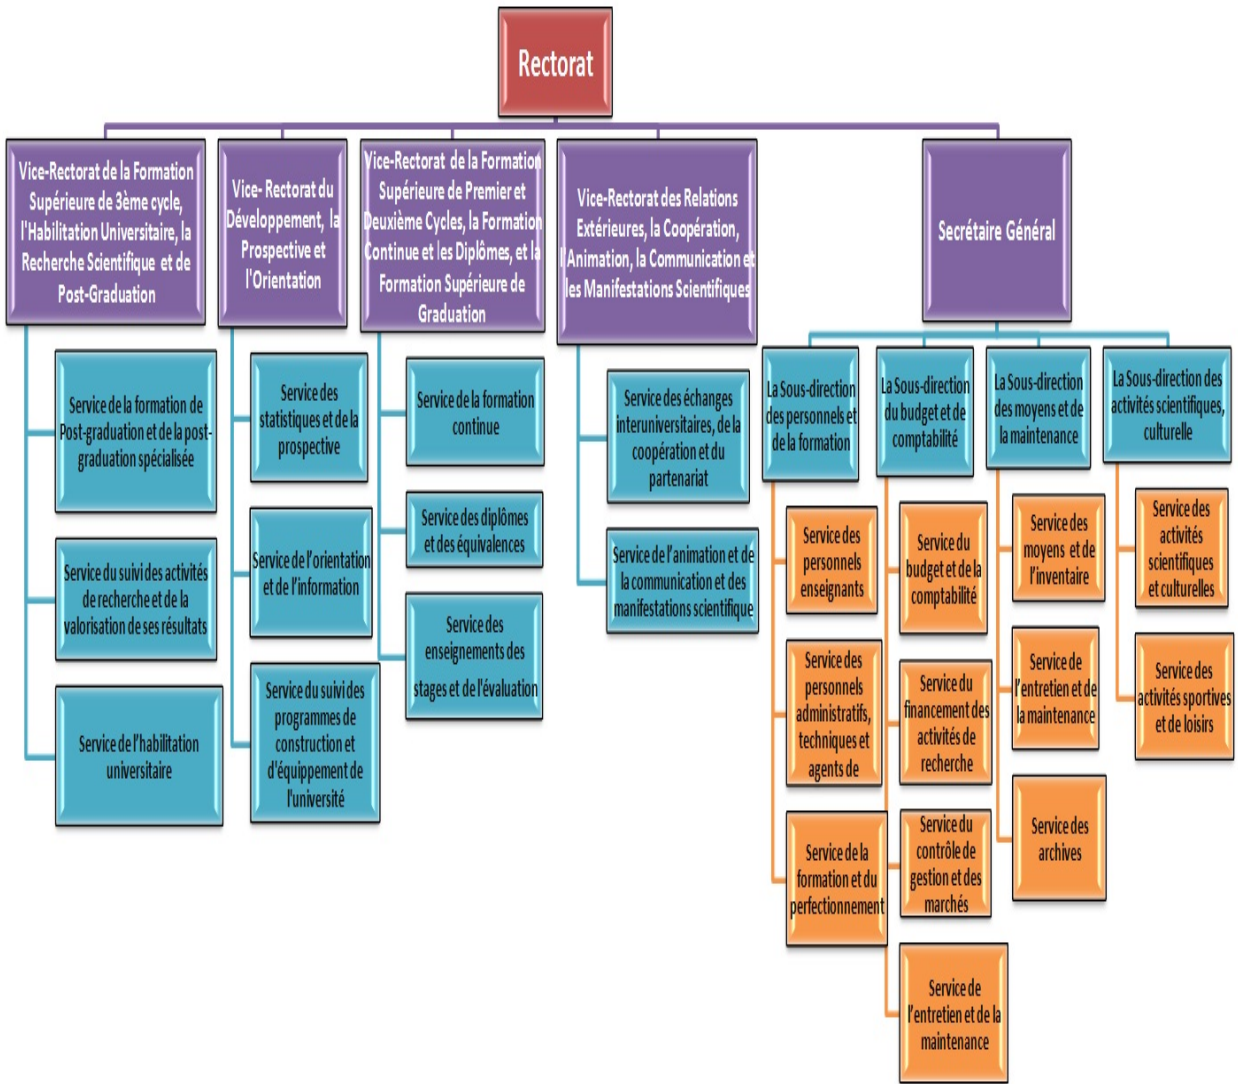 Rectorat
Vice-Rectorat de la Formation
Supérieure de 3ème cycle,
l'Habilitation Universitaire, la
Recherche Scientifique et de
Post-Graduation
Vice- Rectorat du
Développement, la
Prospective et
l'Orientation
Vice-Rectorat de la Formation
Supérieure de Premier et
Deuxième Cycles, la Formation
Continue et les Diplômes, et la
Formation Supérieure de
Graduation
Vice-Rectorat des Relations
Extérieures, la Coopération,
l'Animation, la Communication et
les Manifestations Scientifiques
Secrétaire Général
Service de la formation de
Post-graduation et de la post-
graduation spécialisée
Service du suivi des activités
de recherche et de la
valorisation de ses résultats
Service de l'habilitation
universitaire
Service des
statistiques et de la
prospective
Service de l'orientation
et de l'information
Service du suivi des
programmes de
construction et
d'équippement de
l'université
Service de la formation
continue
Service des diplômes
et des équivalences
Service des
enseignements des
stages et de l'évaluation
Service des échanges
interuniversitaires, de la
coopération et du
partenariat
Service de l'animation et de
la communication et des
manifestations scientifique
La Sous-direction
des personnels et
de la formation
Service des
personnels
enseignants
Service des
personnels
administratifs,
techniques et
agents de
Service de la
formation et du
perfectionnement
La Sous-direction
du budget et de
comptabilité
Service du
budget et de la
comptabilité
Service du
financement des
activités de
recherche
Service du
contrôle de
gestion et des
marchés
Service de
l'entretien et de la
maintenance
La Sous-direction
des moyens et de
la maintenance
Service des
moyens et de
l'inventaire
Service de
l'entretien et de
la maintenance
Service des
archives
La Sous-direction des
activités scientifiques,
culturelle
Service des
activités
scientifiques
et culturelles
Service des
activités sportives
et de loisirs